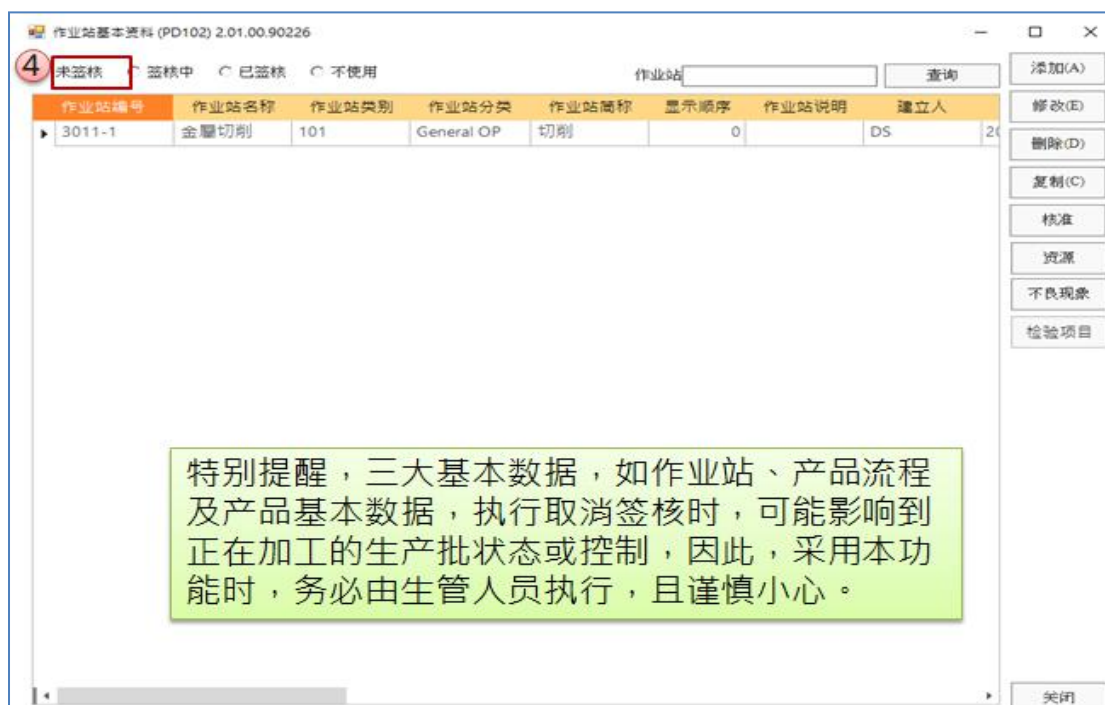 作业站基本资料 (PD102) 2.01.00.90226
4 未签核 签核中 已签核 不使用 作业站 查询 添加(A)
作业站编号 作业站名称 作业站类别 作业站分类 作业站简称 显示顺序 作业站说明 建立人 修改(E)
3011-1 金屬切削 101 General OP 切削 0 DS 20
删除(D)
复制(C)
核准
资源
不良现象
检验项目
特别提醒，三大基本数据，如作业站、产品流程
及产品基本数据，执行取消签核时，可能影响到
正在加工的生产批状态或控制，因此，采用本功
能时，务必由生管人员执行，且谨慎小心。
关闭